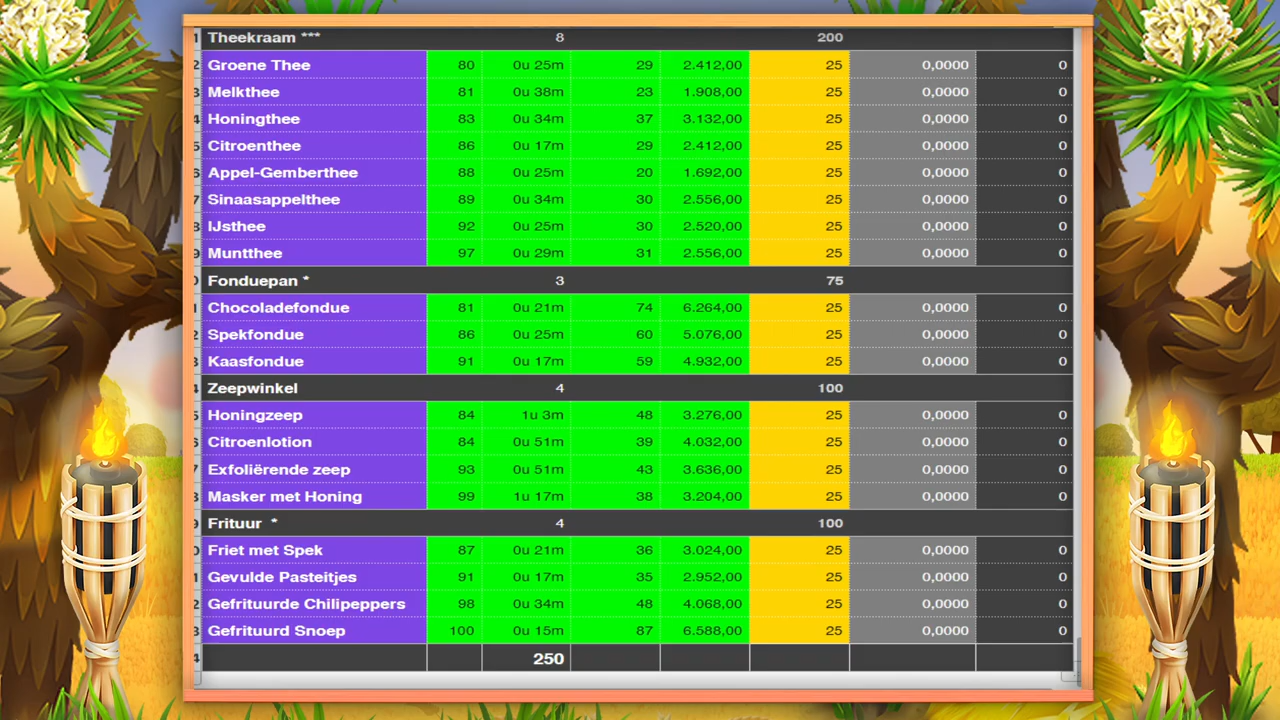 Theekraam *** 8 200
Groene Thee 80 0u 25m 29 2.412,00 25 0,0000 0
Melkthee 81 0u 38m 23 1.908,00 25 0,0000 0
Honingthee 83 0u 34m 37 3.132,00 25 0,0000 0
Citroenthee 86 0u 17m 29 2.412,00 25 0,0000 0
Appel-Gemberthee 88 0u 25m 20 1.692,00 25 0,0000 0
Sinaasappelthee 89 0u 34m 30 2.556,00 25 0,0000 0
IJsthee 92 0u 25m 30 2.520,00 25 0,0000 0
Muntthee 97 0u 29m 31 2.556,00 25 0,0000 0
Fonduepan * 3 75
Chocoladefondue 81 0u 21m 74 6.264,00 25 0,0000 0
Spekfondue 86 0u 25m 60 5.076,00 25 0,0000 0
Kaasfondue 91 0u 17m 59 4.932,00 25 0,0000 0
Zeepwinkel 4 100
Honingzeep 84 1u 3m 48 3.276,00 25 0,0000 0
Citroenlotion 84 0u 51m 39 4.032,00 25 0,0000 0
Exfoliërende zeep 93 0u 51m 43 3.636,00 25 0,0000 0
Masker met Honing 99 1u 17m 38 3.204,00 25 0,0000 0
Frituur * 4 100
Friet met Spek 87 0u 21m 36 3.024,00 25 0,0000 0
Gevulde Pasteitjes 91 0u 17m 35 2.952,00 25 0,0000 0
Gefrituurde Chilipeppers 98 0u 34m 48 4.068,00 25 0,0000 0
Gefrituurd Snoep 100 0u 15m 87 6.588,00 25 0,0000 0
250